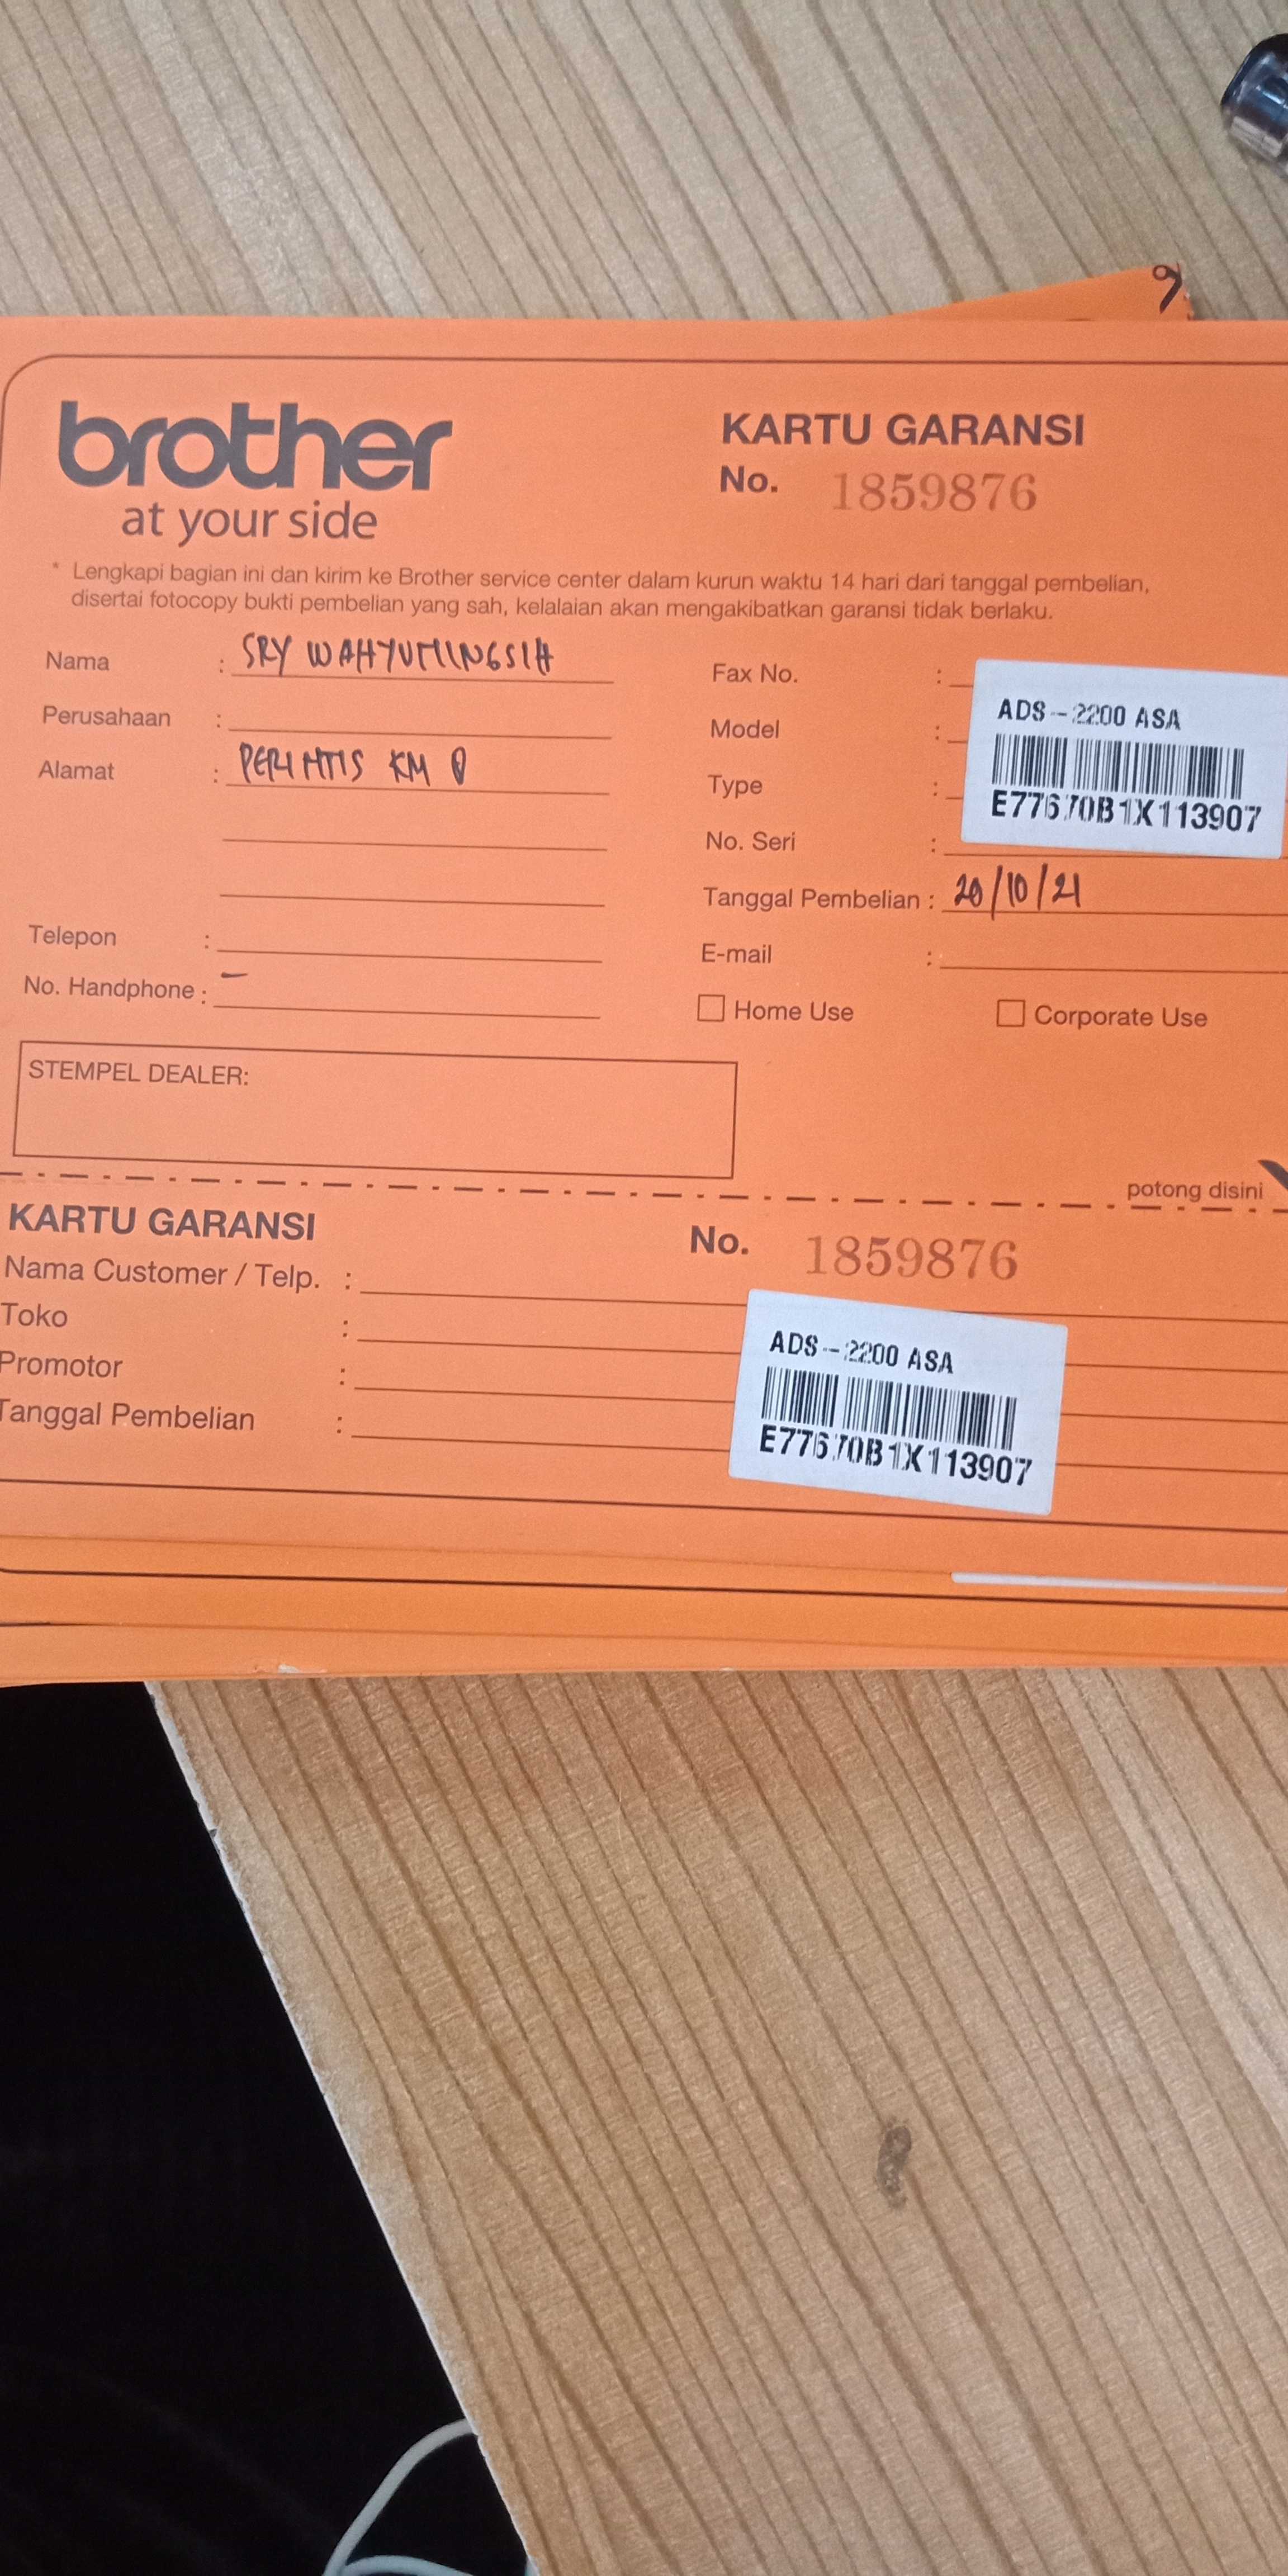 brother
at your side
KARTU GARANSI
No. 1859876
* Lengkapi bagian ini dan kirim ke Brother service center dalam kurun waktu 14 hari dari tanggal pembelian,
disertai fotocopy bukti pembelian yang sah, kelalaian akan mengakibatkan garansi tidak berlaku.
Nama : SRY WAHYUNINGSIH
Perusahaan :
Alamat : PERINTIS KM
Telepon :
No. Handphone : -
Fax No. :
Model :
Type :
No. Seri :
ADS-2200 ASA
E77670B1X113907
Tanggal Pembelian : 20/10/21
E-mail :
Home Use
Corporate Use
STEMPEL DEALER:
potong disini
KARTU GARANSI
No. 1859876
Nama Customer / Telp. :
Toko :
Promotor :
Tanggal Pembelian :
ADS-2200 ASA
E77670B1X113907